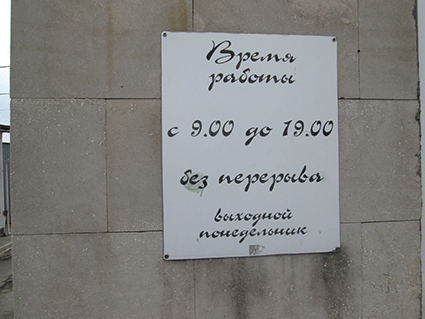 Время
работы
с 9.00 до 19.00
без перерыва
выходной
понедельник